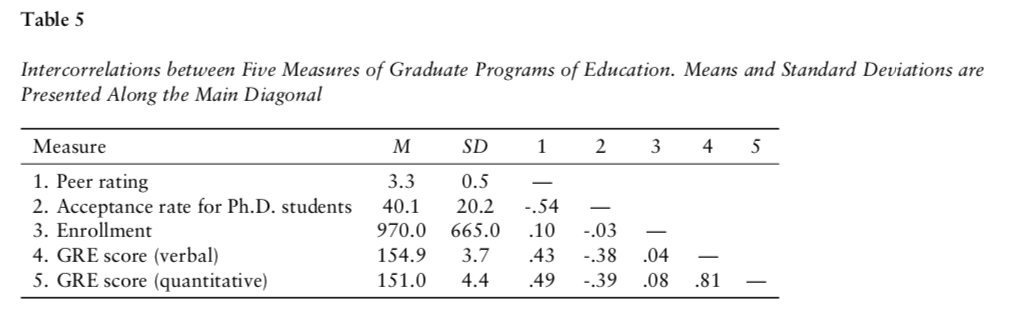 Table 5
Intercorrelations between Five Measures of Graduate Programs of Education. Means and Standard Deviations are
Presented Along the Main Diagonal
Measure M SD 1 2 3 4 5
1. Peer rating 3.3 0.5 —
2. Acceptance rate for Ph.D. students 40.1 20.2 -.54 —
3. Enrollment 970.0 665.0 .10 -.03 —
4. GRE score (verbal) 154.9 3.7 .43 -.38 .04 —
5. GRE score (quantitative) 151.0 4.4 .49 -.39 .08 .81 —